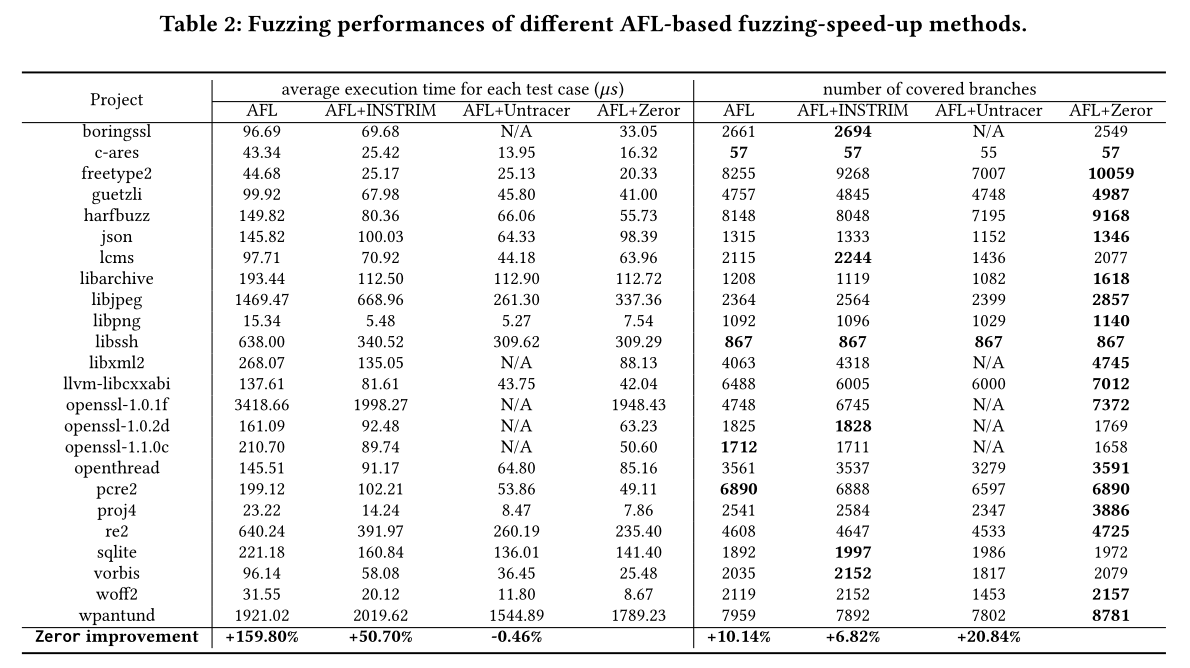 Table 2: Fuzzing performances of different AFL-based fuzzing-speed-up methods.
Project average execution time for each test case (μs) number of covered branches
AFL AFL+INSTRIM AFL+Untracer AFL+Zeror AFL AFL+INSTRIM AFL+Untracer AFL+Zeror
boringssl 96.69 69.68 N/A 33.05 2661 2694 N/A 2549
c-ares 43.34 25.42 13.95 16.32 57 57 55 57
freetype2 44.68 25.17 25.13 20.33 8255 9268 7007 10059
guetzli 99.92 67.98 45.80 41.00 4757 4845 4748 4987
harfbuzz 149.82 80.36 66.06 55.73 8148 8048 7195 9168
json 145.82 100.03 64.33 98.39 1315 1333 1152 1346
lcms 97.71 70.92 44.18 63.96 2115 2244 1436 2077
libarchive 193.44 112.50 112.90 112.72 1208 1119 1082 1618
libjpeg 1469.47 668.96 261.30 337.36 2364 2564 2399 2857
libpng 15.34 5.48 5.27 7.54 1092 1096 1029 1140
libssh 638.00 340.52 309.62 309.29 867 867 867 867
libxml2 268.07 135.05 N/A 88.13 4063 4318 N/A 4745
llvm-libcxxabi 137.61 81.61 43.75 42.04 6488 6005 6000 7012
openssl-1.0.1f 3418.66 1998.27 N/A 1948.43 4748 6745 N/A 7372
openssl-1.0.2d 161.09 92.48 N/A 63.23 1825 1828 N/A 1769
openssl-1.1.0c 210.70 89.74 N/A 50.60 1712 1711 N/A 1658
openthread 145.51 91.17 64.80 85.16 3561 3537 3279 3591
pcre2 199.12 102.21 53.86 49.11 6890 6888 6597 6890
proj4 23.22 14.24 8.47 7.86 2541 2584 2347 3886
re2 640.24 391.97 260.19 235.40 4608 4647 4533 4725
sqlite 221.18 160.84 136.01 141.40 1892 1997 1986 1972
vorbis 96.14 58.08 36.45 25.48 2035 2152 1817 2079
woff2 31.55 20.12 11.80 8.67 2119 2152 1453 2157
wpantund 1921.02 2019.62 1544.89 1789.23 7959 7892 7802 8781
Zeror improvement +159.80% +50.70% -0.46% +10.14% +6.82% +20.84%